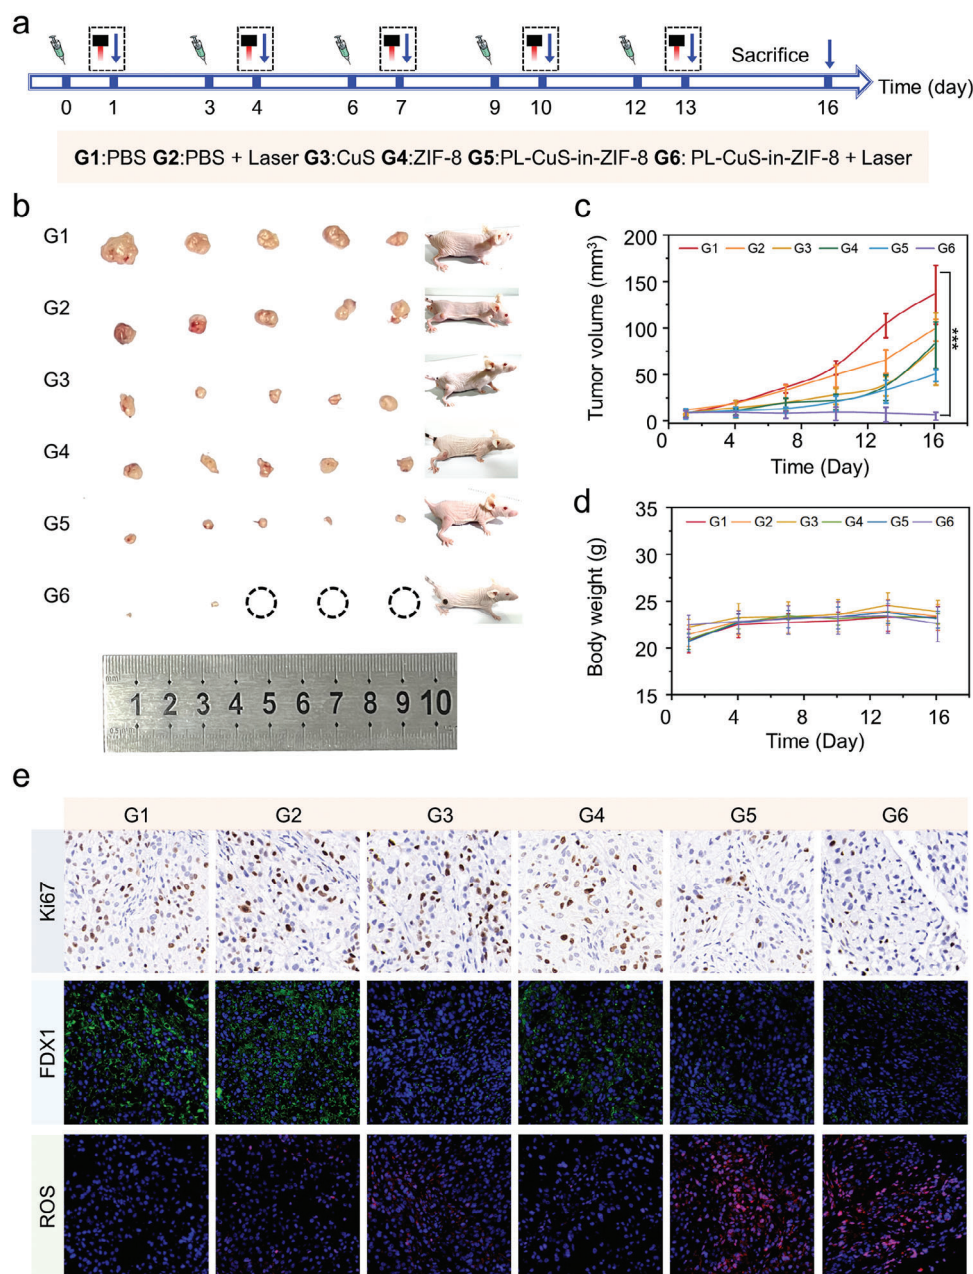 a
Sacrifice
Time (day)
0 1 3 4 6 7 9 10 12 13 16
G1:PBS G2:PBS + Laser G3:CuS G4:ZIF-8 G5:PL-CuS-in-ZIF-8 G6: PL-CuS-in-ZIF-8 + Laser
b
G1
G2
G3
G4
G5
G6
mm
1 2 3 4 5 6 7 8 9 10
c
Tumor volume (mm³)
200
150
100
50
0
G1 G2 G3 G4 G5 G6
***
1 4 7 10 13 16
Time (Day)
d
Body weight (g)
35
30
25
20
15
G1 G2 G3 G4 G5 G6
0 4 8 12 16
Time (Day)
e
G1 G2 G3 G4 G5 G6
Ki67
FDX1
ROS